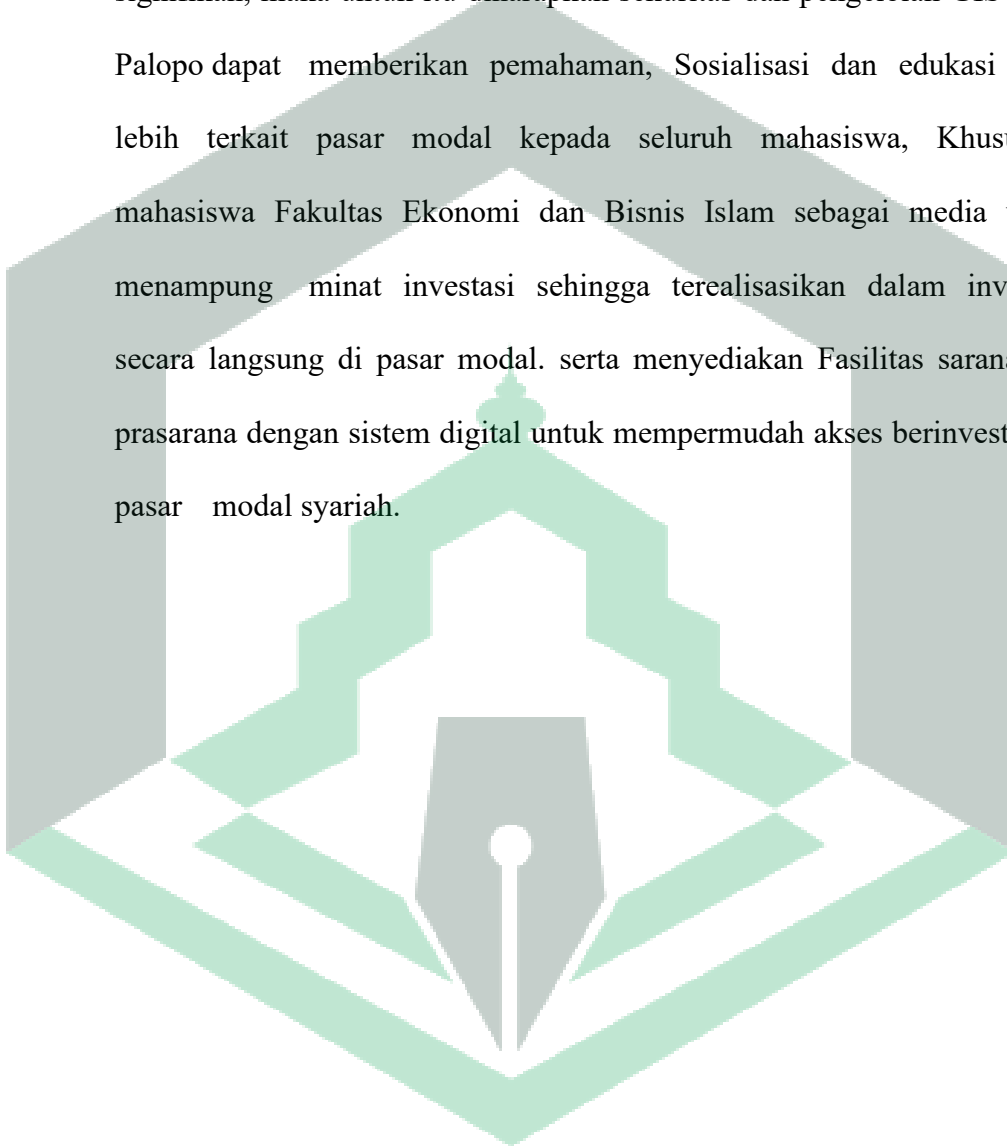 Palopo dapat memberikan pemahaman, Sosialisasi dan edukasi
lebih terkait pasar modal kepada seluruh mahasiswa,
mahasiswa Fakultas Ekonomi dan Bisnis Islam sebagai media
menampung minat investasi sehingga terealisasikan dalam
secara langsung di pasar modal. serta menyediakan Fasilitas
prasarana dengan sistem digital untuk mempermudah akses
pasar modal syariah.